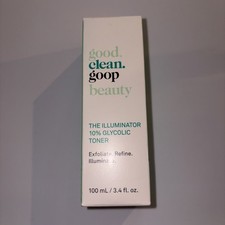 good.
clean.
goop
beauty
THE ILLUMINATOR
10% GLYCOLIC
TONER
Exfoliate. Refine.
100 mL / 3.4 fl. oz.